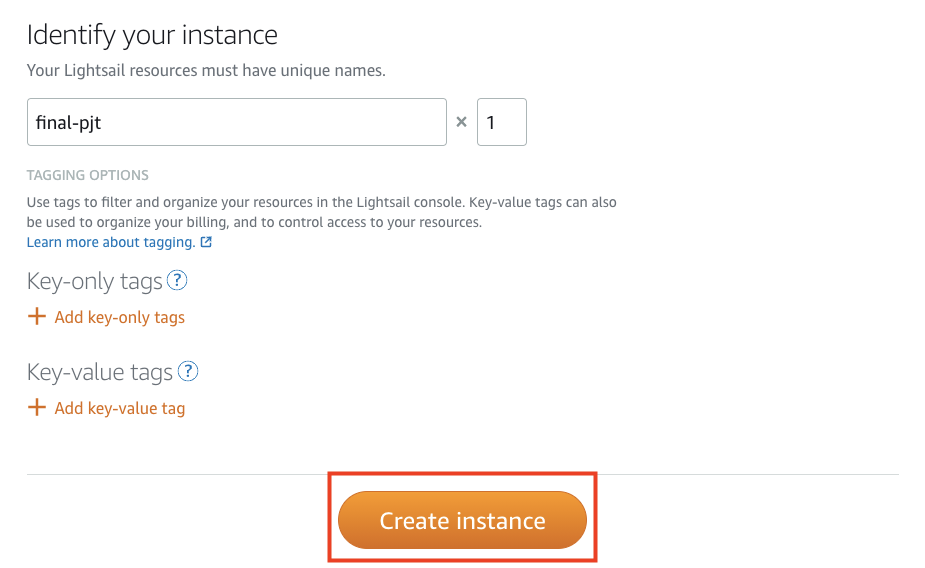 Identify your instance
Your Lightsail resources must have unique names.
final-pjt × 1
TAGGING OPTIONS
Use tags to filter and organize your resources in the Lightsail console. Key-value tags can also
be used to organize your billing, and to control access to your resources.
Learn more about tagging.
Key-only tags ?
+ Add key-only tags
Key-value tags ?
+ Add key-value tag
Create instance